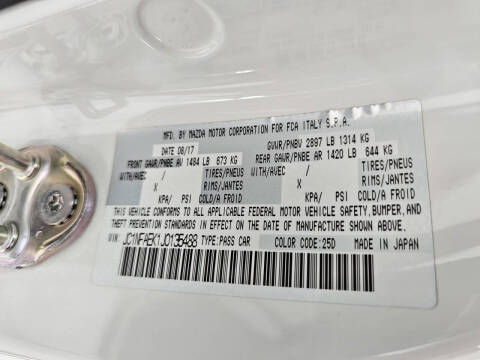 MFD. BY MAZDA MOTOR CORPORATION FOR FCA ITALY S.P.A.
DATE 08/17 GVWR/PNBV 2897 LB 1314 KG
FRONT GAWR/PNBE AV 1484 LB 673 KG REAR GAWR/PNBE AR 1420 LB 644 KG
WITH/AVEC / TIRES/PNEUS WITH/AVEC / TIRES/PNEUS
X RIMS/JANTES X RIMS/JANTES
KPA/ PSI COLD/A FROID KPA/ PSI COLD/A FROID
THIS VEHICLE CONFORMS TO ALL APPLICABLE FEDERAL MOTOR VEHICLE SAFETY, BUMPER, AND
THEFT PREVENTION STANDARDS IN EFFECT ON THE DATE OF MANUFACTURE SHOWN ABOVE.
VIN: JC1NFAEK1J0135488 TYPE:PASS CAR COLOR CODE:25D MADE IN JAPAN